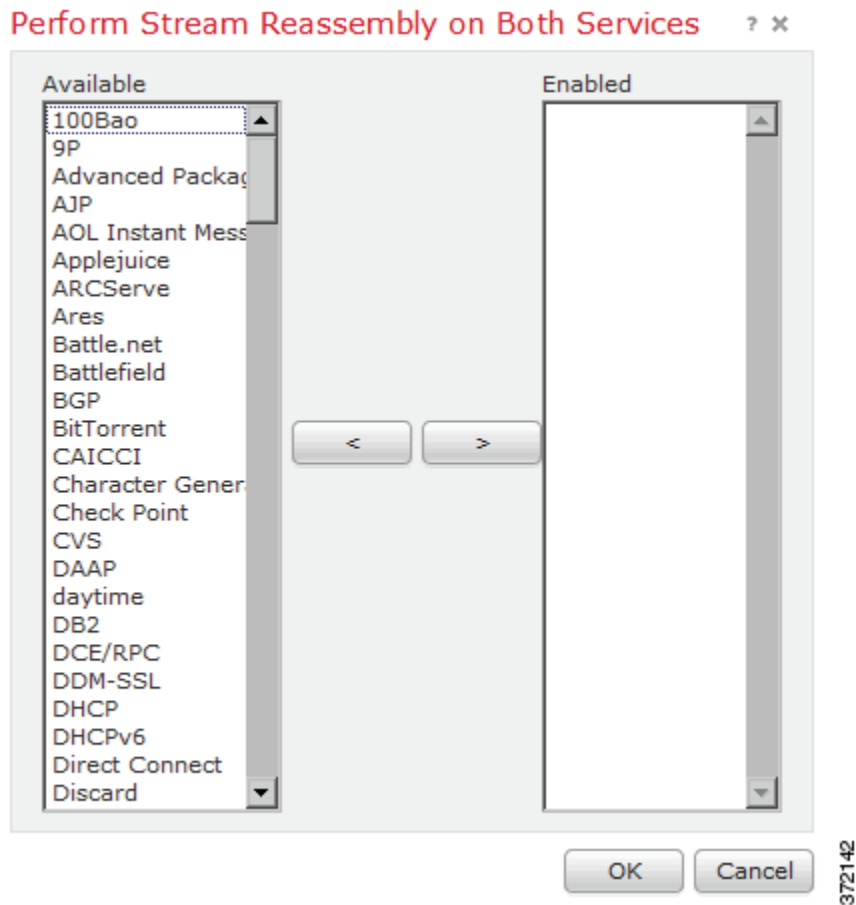 Perform Stream Reassembly on Both Services ? ×
Available
Enabled
100Bao
9P
Advanced Packag
AJP
AOL Instant Mess
Applejuice
ARCServe
Ares
Battle.net
Battlefield
BGP
BitTorrent
CAICCI
Character Gener
Check Point
CVS
DAAP
daytime
DB2
DCE/RPC
DDM-SSL
DHCP
DHCPv6
Direct Connect
Discard
< >
OK Cancel
372142